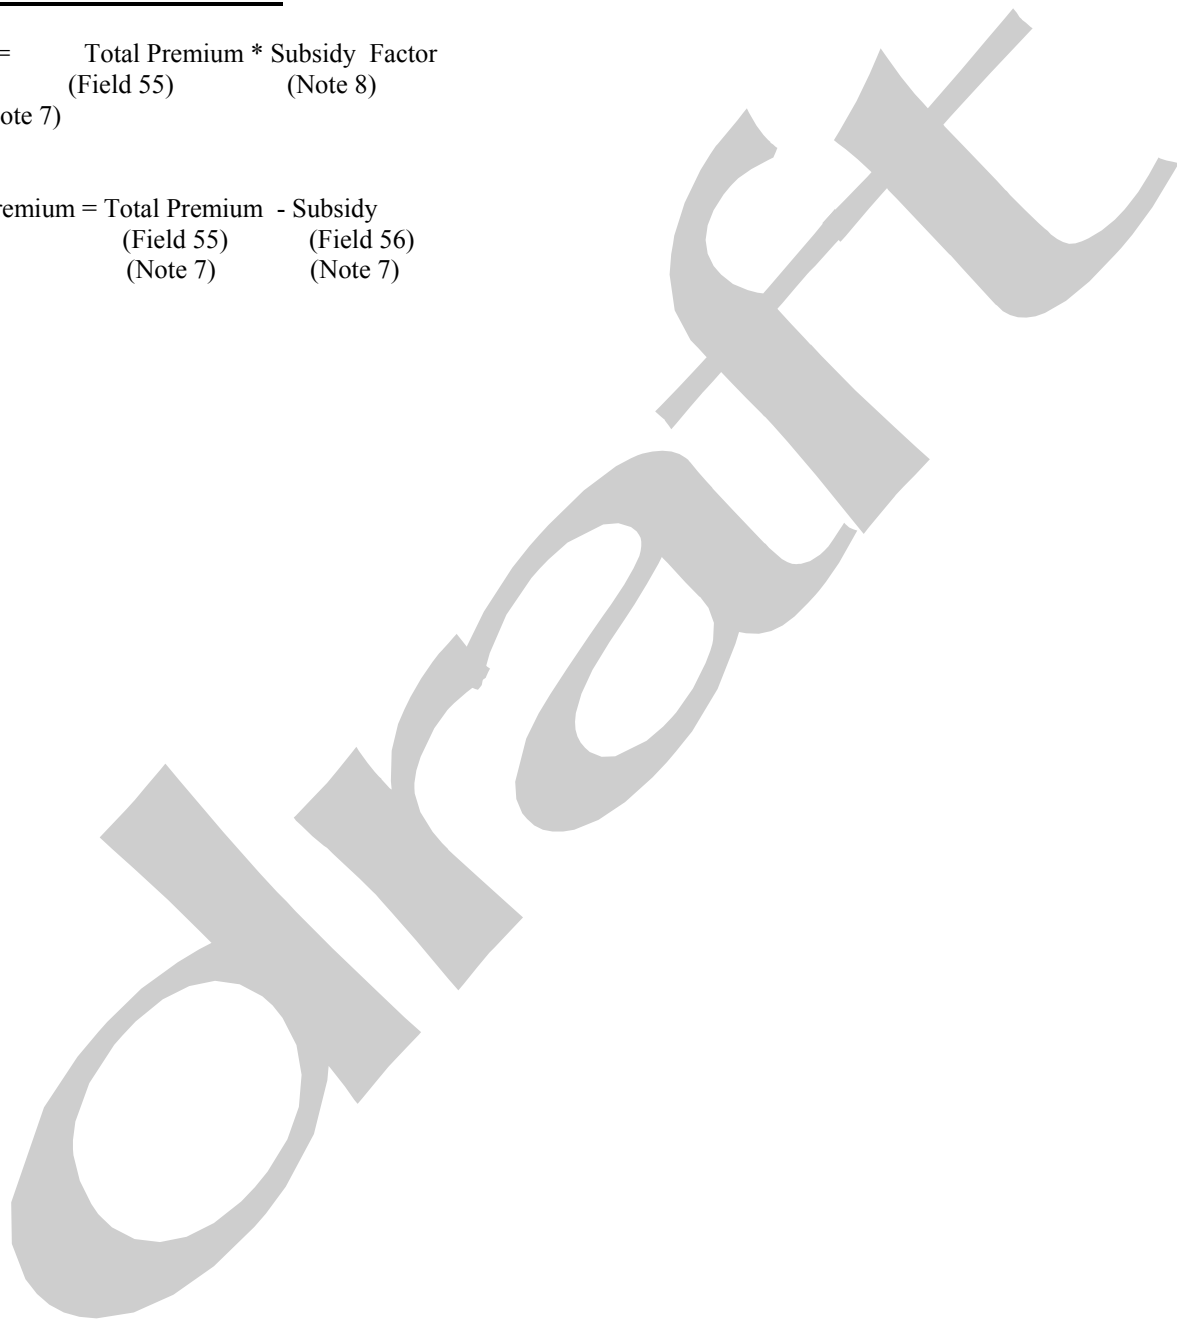 = Total Premium * Subsidy Factor
(Field 55) (Note 8)
ote 7)
remium = Total Premium - Subsidy
(Field 55) (Field 56)
(Note 7) (Note 7)
draft